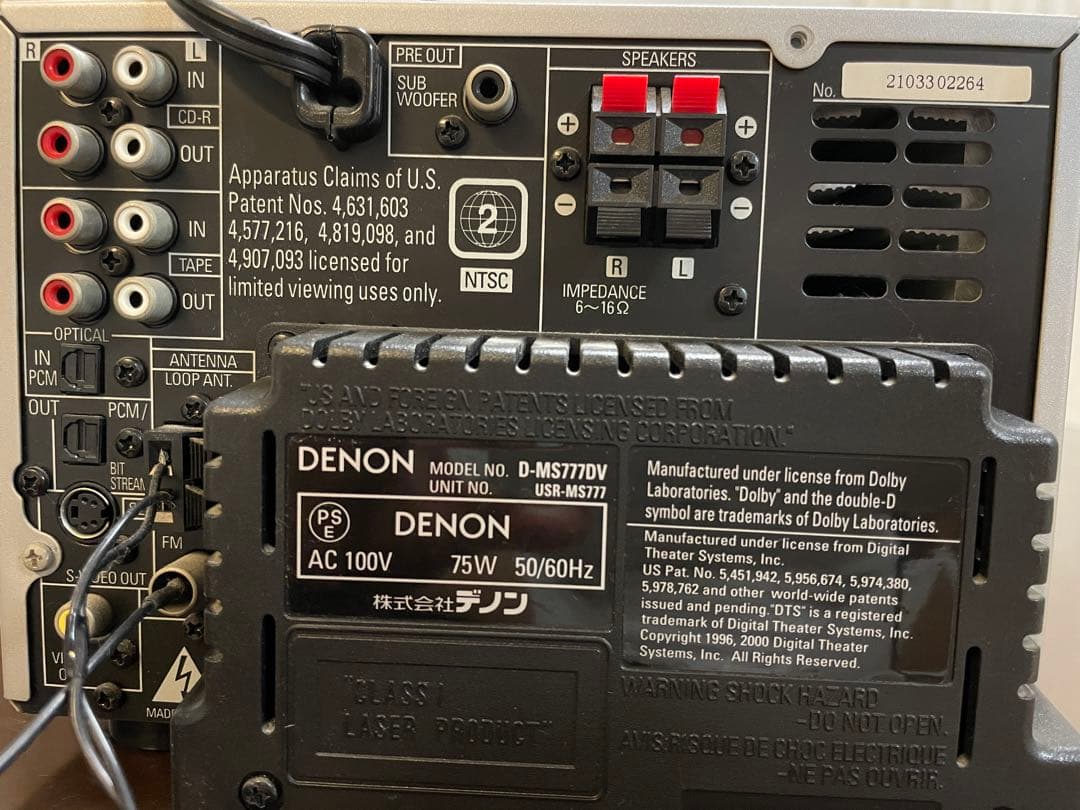 R L
IN
CD-R
OUT
IN
TAPE
OUT
PRE OUT
SUB
WOOFER
SPEAKERS
+ +
- -
R L
IMPEDANCE
6～16Ω
No. 2103302264
Apparatus Claims of U.S.
Patent Nos. 4,631,603
4,577,216, 4,819,098, and
4,907,093 licensed for
limited viewing uses only.
2
NTSC
OPTICAL
IN
PCM
OUT
PCM/
BIT
STREAM
ANTENNA
LOOP ANT.
FM
S-VIDEO OUT
"US AND FOREIGN PATENTS LICENSED FROM
DOLBY LABORATORIES LICENSING CORPORATION."
DENON MODEL NO. D-MS777DV
UNIT NO. USR-MS777
PS
E
DENON
AC 100V 75W 50/60Hz
株式会社デノン
Manufactured under license from Dolby
Laboratories. "Dolby" and the double-D
symbol are trademarks of Dolby Laboratories.
Manufactured under license from Digital
Theater Systems, Inc.
US Pat. No. 5,451,942, 5,956,674, 5,974,380,
5,978,762 and other world-wide patents
issued and pending. "DTS" is a registered
trademark of Digital Theater Systems, Inc.
Copyright 1996, 2000 Digital Theater
Systems, Inc. All Rights Reserved.
"CLASS 1
LASER PRODUCT"
WARNING SHOCK HAZARD
-DO NOT OPEN.
AVIS:RISQUE DE CHOC ELECTRIQUE
-NE PAS OUVRIR.